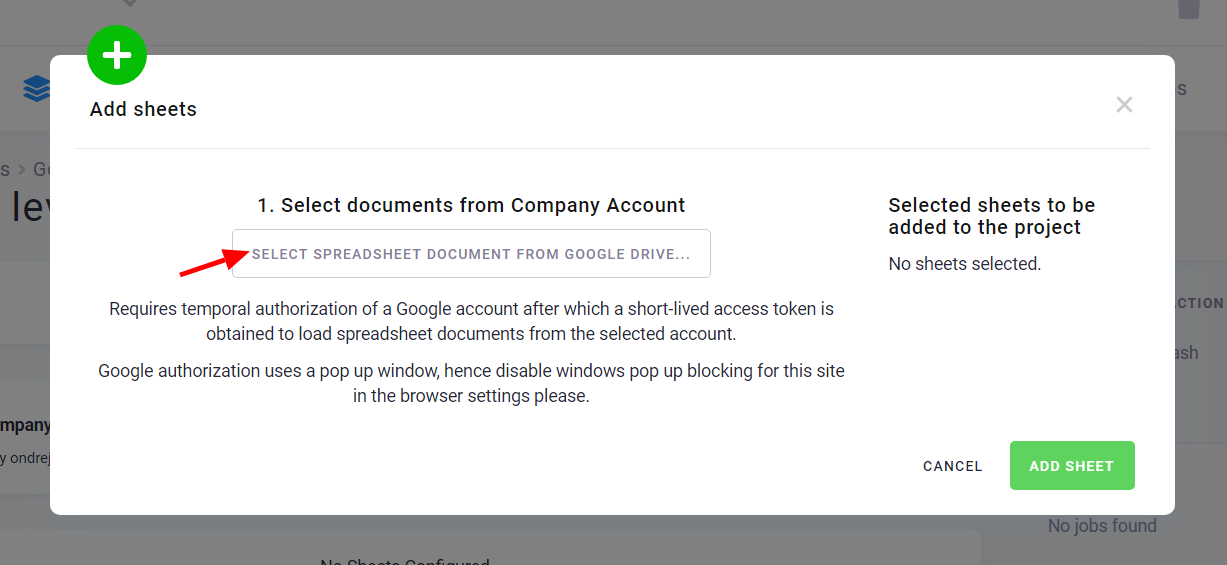 Add sheets
s
s
G
lev
1. Select documents from Company Account
SELECT SPREADSHEET DOCUMENT FROM GOOGLE DRIVE...
Requires temporal authorization of a Google account after which a short-lived access token is
obtained to load spreadsheet documents from the selected account.
Google authorization uses a pop up window, hence disable windows pop up blocking for this site
in the browser settings please.
Selected sheets to be
added to the project
No sheets selected.
CTION
ash
mpany
y ondrej
CANCEL
ADD SHEET
No jobs found
No Sheets Configured